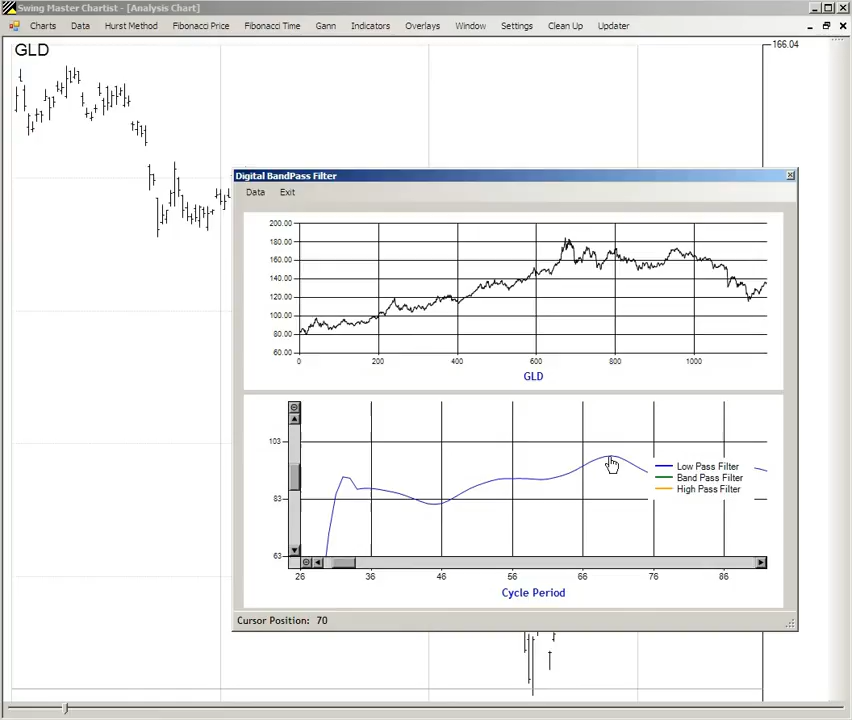 Swing Master Chartist - [Analysis Chart]
Charts Data Hurst Method Fibonacci Price Fibonacci Time Gann Indicators Overlays Window Settings Clean Up Updater
GLD
166.04
Digital BandPass Filter
Data Exit
200.00
180.00
160.00
140.00
120.00
100.00
80.00
60.00
0 200 400 600 800 1000
GLD
103
83
63
Low Pass Filter
Band Pass Filter
High Pass Filter
26 36 46 56 66 76 86
Cycle Period
Cursor Position: 70